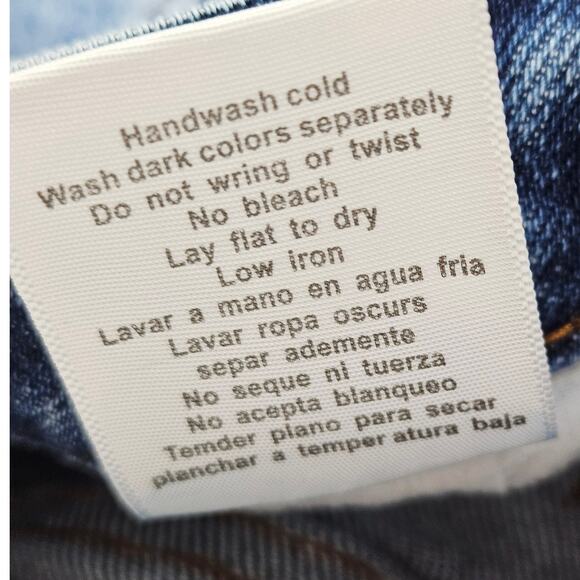 Handwash cold
Wash dark colors separately
Do not wring or twist
No bleach
Lay flat to dry
Low iron
Lavar a mano en agua fria
Lavar ropa oscurs
separ ademente
No seque ni tuerza
No acepta blanqueo
Temder plano para secar
planchar a temper atura baja